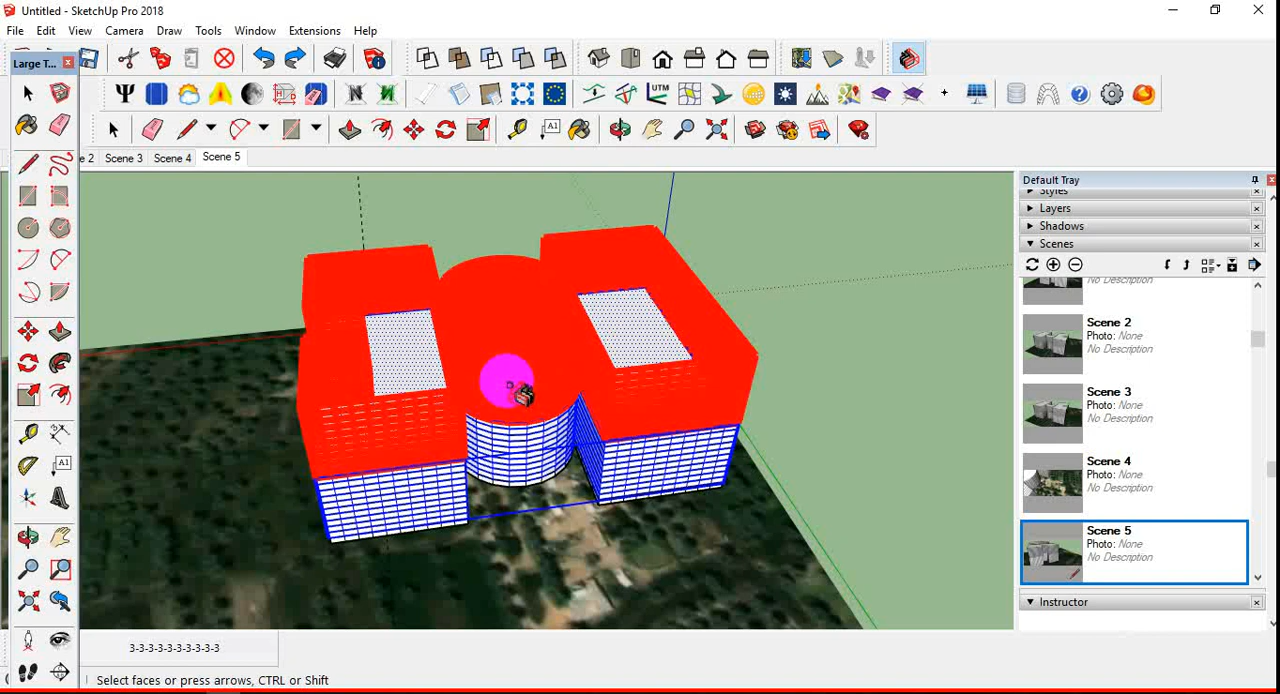 Untitled - SketchUp Pro 2018
File Edit View Camera Draw Tools Window Extensions Help
Large T...
UTM
A1
e 2 Scene 3 Scene 4 Scene 5
Default Tray
Styles
Layers
Shadows
Scenes
Scene 2
Photo: None
No Description
Scene 3
Photo: None
No Description
Scene 4
Photo: None
No Description
Scene 5
Photo: None
No Description
Instructor
A1
3-3-3-3-3-3-3-3-3-3
Select faces or press arrows, CTRL or Shift